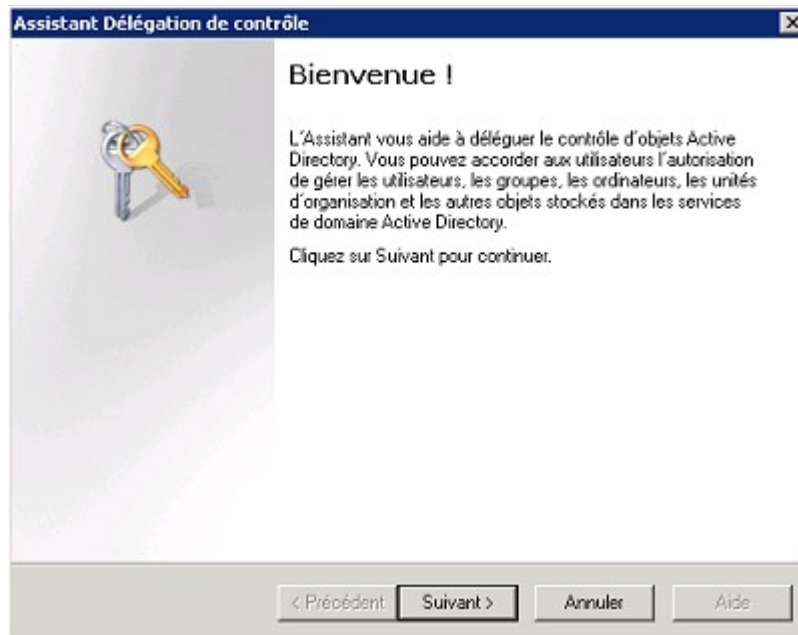 Assistant Délégation de contrôle
Bienvenue !
L'Assistant vous aide à déléguer le contrôle d'objets Active
Directory. Vous pouvez accorder aux utilisateurs l'autorisation
de gérer les utilisateurs, les groupes, les ordinateurs, les unités
d'organisation et les autres objets stockés dans les services
de domaine Active Directory.
Cliquez sur Suivant pour continuer.
< Précédent Suivant > Annuler Aide